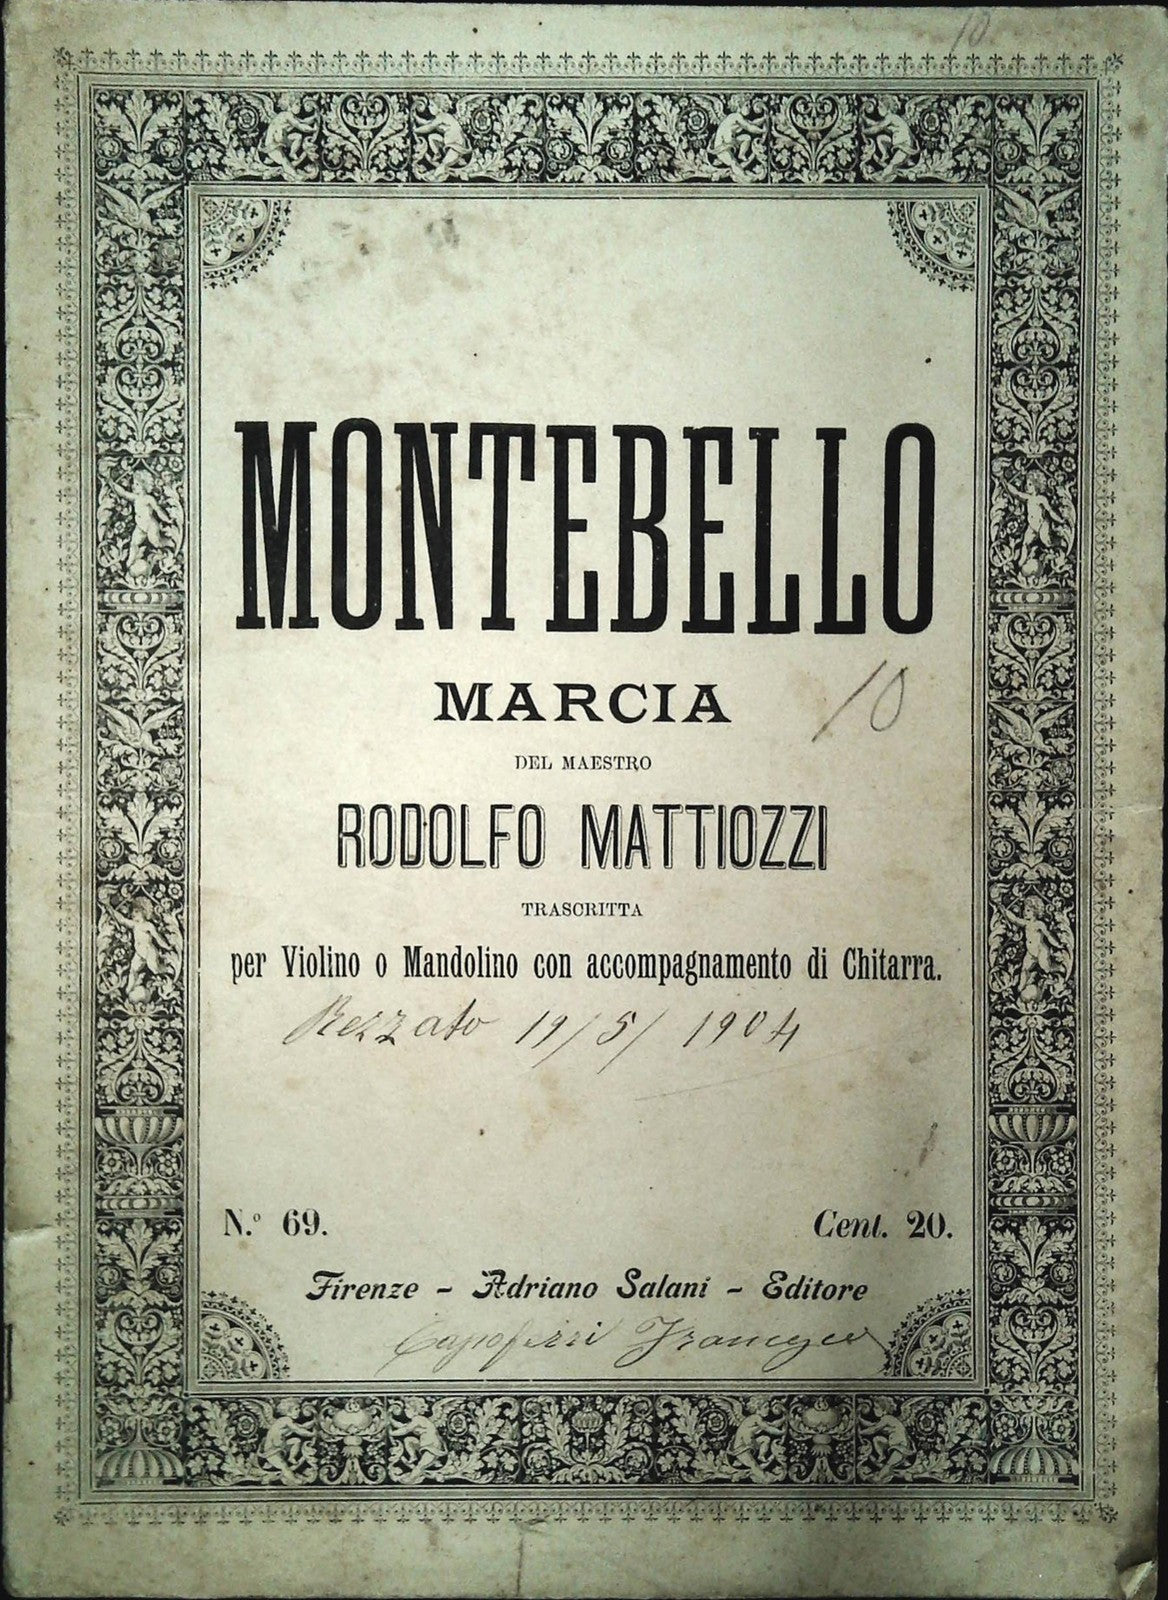 10
MONTEBELLO
MARCIA
10
DEL MAESTRO
RODOLFO MATTIOZZI
TRASCRITTA
per Violino o Mandolino con accompagnamento di Chitarra.
Rezzato 19/5/1904
N.º 69.
Cent. 20.
Firenze - Adriano Salani - Editore
Francesco